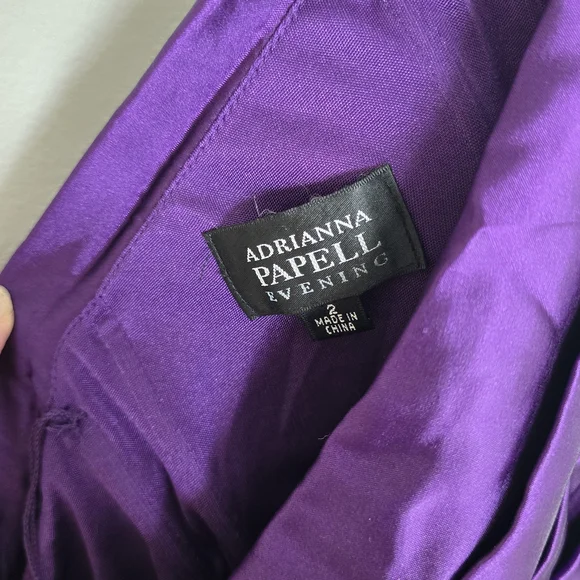 ADRIANNA
PAPELL
EVENING
2
MADE IN
CHINA